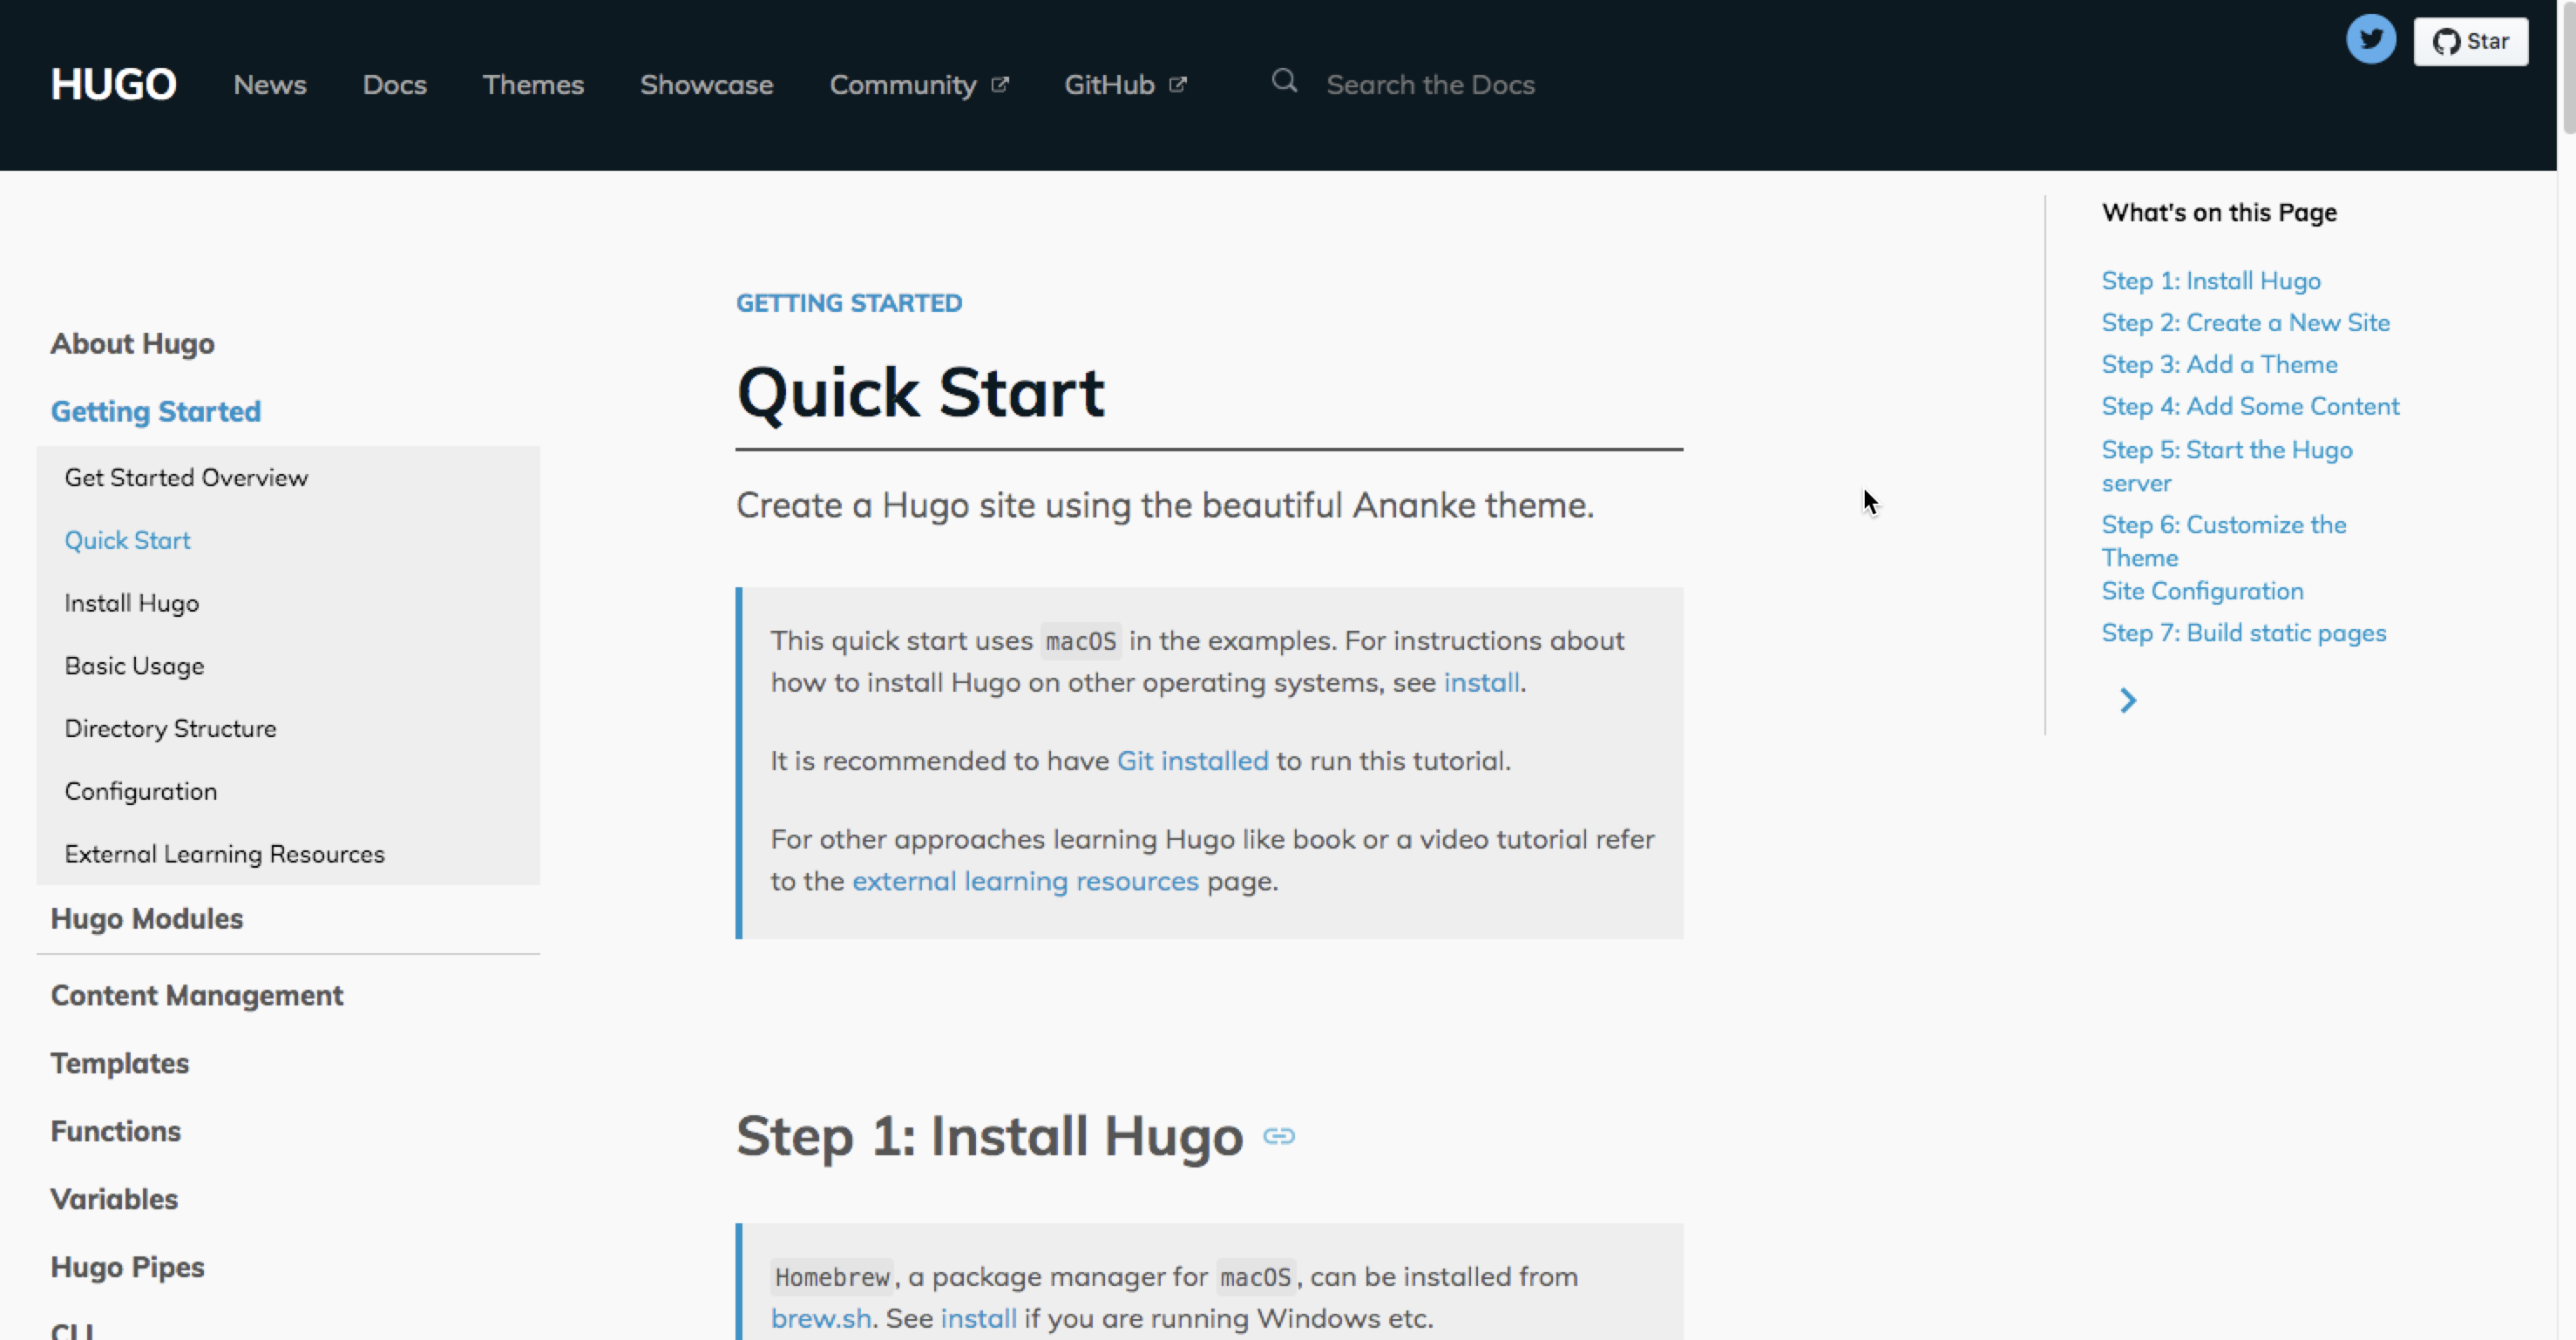 HUGO News Docs Themes Showcase Community GitHub Search the Docs Star
About Hugo
Getting Started
Get Started Overview
Quick Start
Install Hugo
Basic Usage
Directory Structure
Configuration
External Learning Resources
Hugo Modules
Content Management
Templates
Functions
Variables
Hugo Pipes
CLI
GETTING STARTED
Quick Start
Create a Hugo site using the beautiful Ananke theme.
This quick start uses macOS in the examples. For instructions about
how to install Hugo on other operating systems, see install.
It is recommended to have Git installed to run this tutorial.
For other approaches learning Hugo like book or a video tutorial refer
to the external learning resources page.
Step 1: Install Hugo
Homebrew, a package manager for macOS, can be installed from
brew.sh. See install if you are running Windows etc.
What's on this Page
Step 1: Install Hugo
Step 2: Create a New Site
Step 3: Add a Theme
Step 4: Add Some Content
Step 5: Start the Hugo
server
Step 6: Customize the
Theme
Site Configuration
Step 7: Build static pages